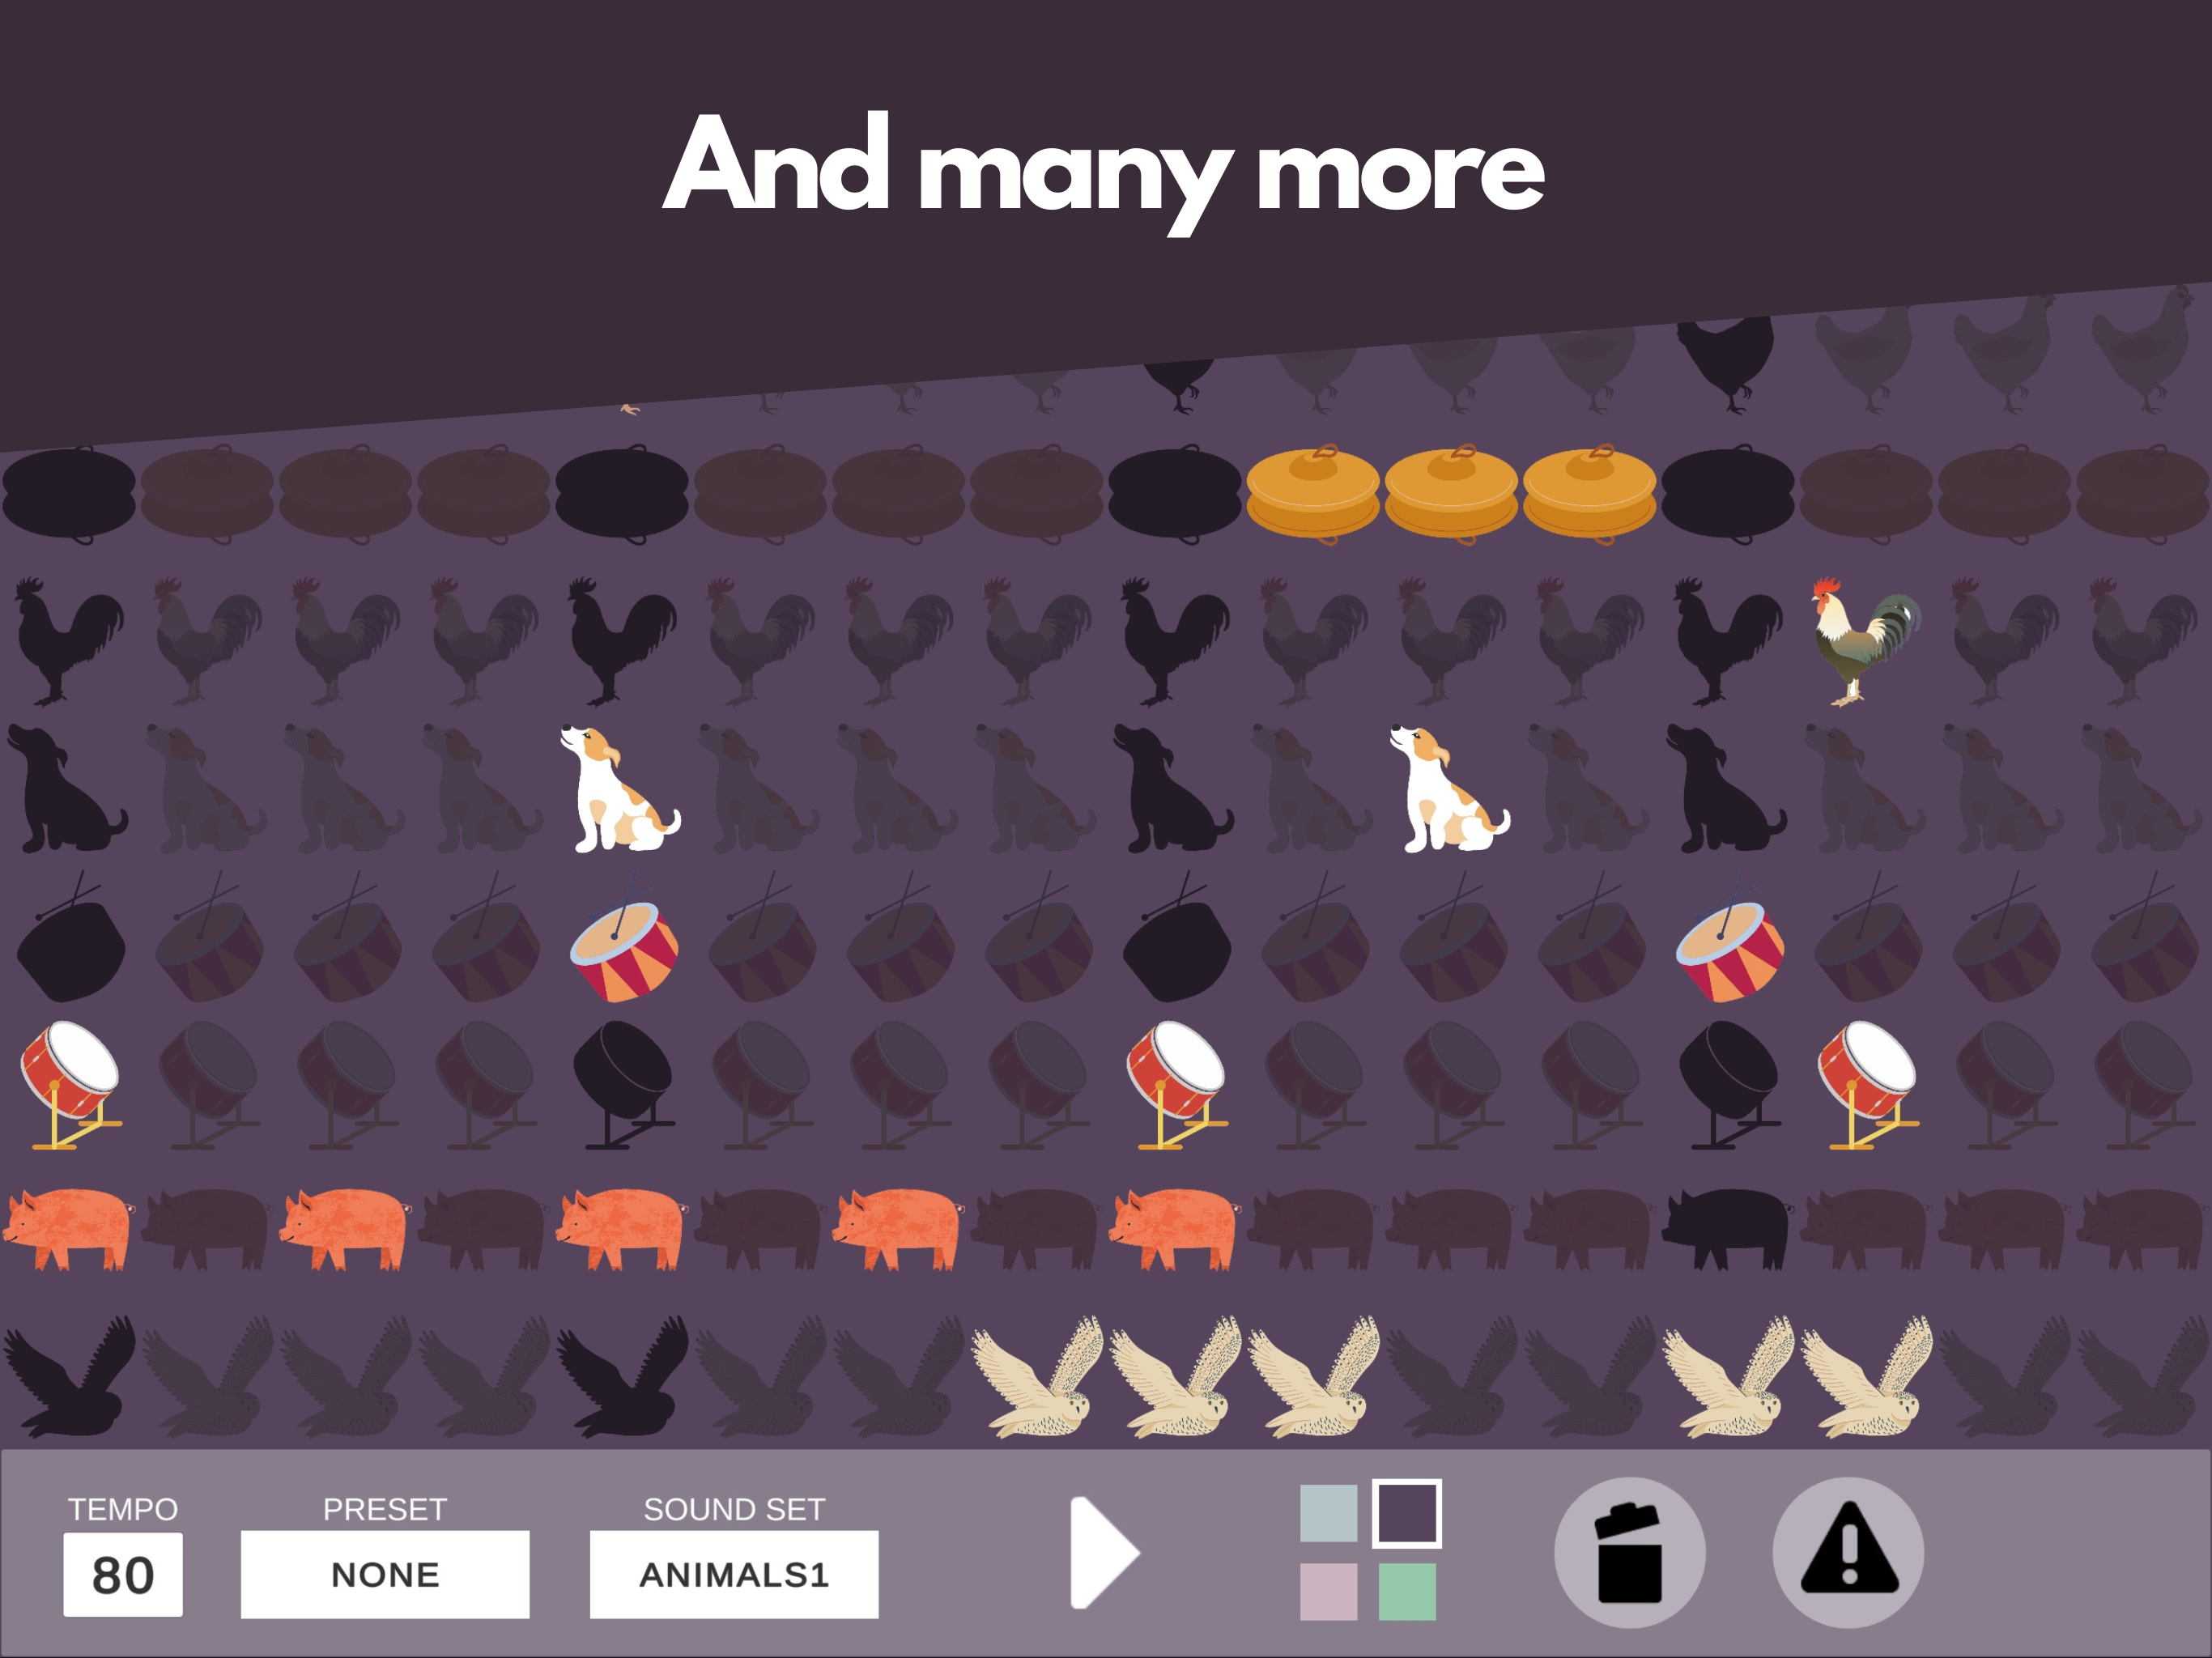 And many more
TEMPO
PRESET
SOUND SET
80
NONE
ANIMALS1